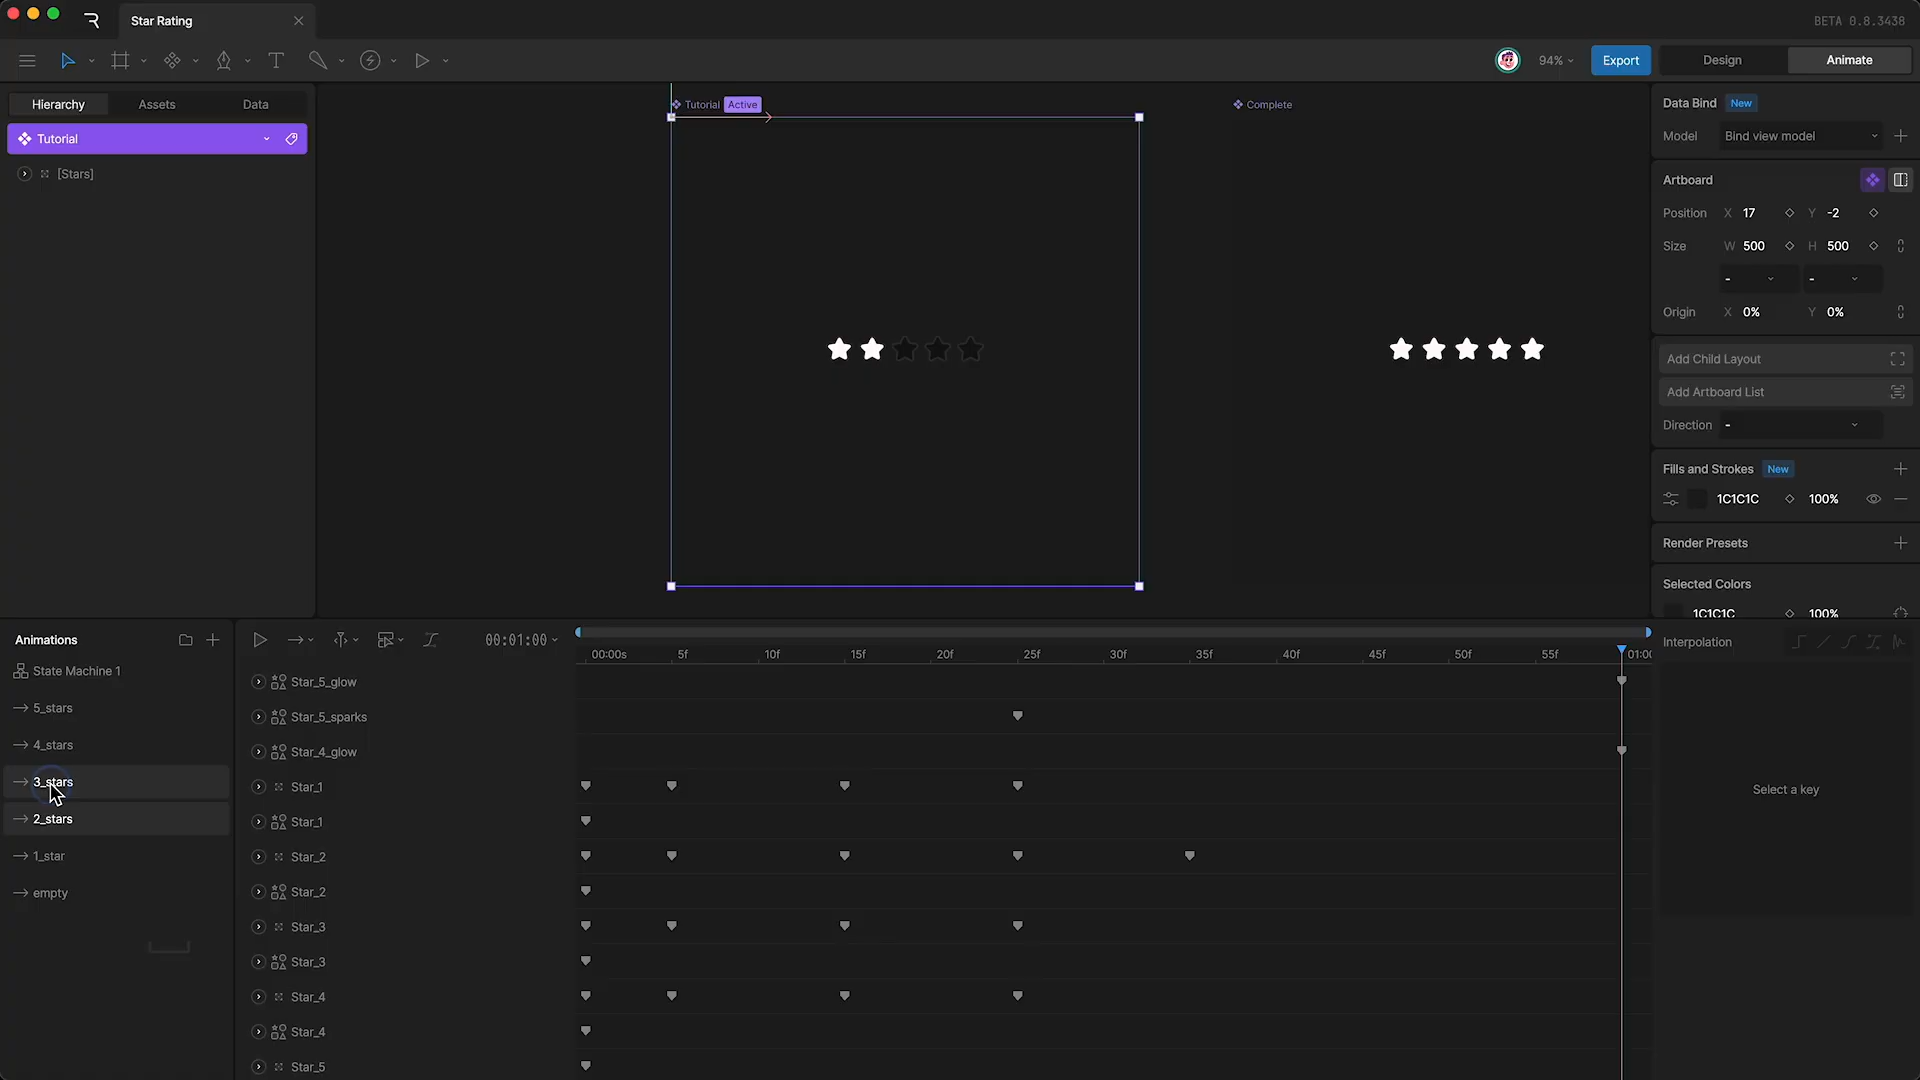 Star Rating
BETA 0.8.3438
94%
Export
Design
Animate
Hierarchy
Assets
Data
Tutorial
[Stars]
Tutorial Active
Complete
Data Bind New
Model Bind view model
Artboard
Position X 17 Y -2
Size W 500 H 500
- -
Origin X 0% Y 0%
Add Child Layout
Add Artboard List
Direction -
Fills and Strokes New
1C1C1C 100%
Render Presets
Selected Colors
1C1C1C 100%
Animations
State Machine 1
5_stars
4_stars
3_stars
2_stars
1_star
empty
00:01:00
00:00s 5f 10f 15f 20f 25f 30f 35f 40f 45f 50f 55f 01:00
Star_5_glow
Star_5_sparks
Star_4_glow
Star_1
Star_1
Star_2
Star_2
Star_3
Star_3
Star_4
Star_4
Star_5
Interpolation
Select a key